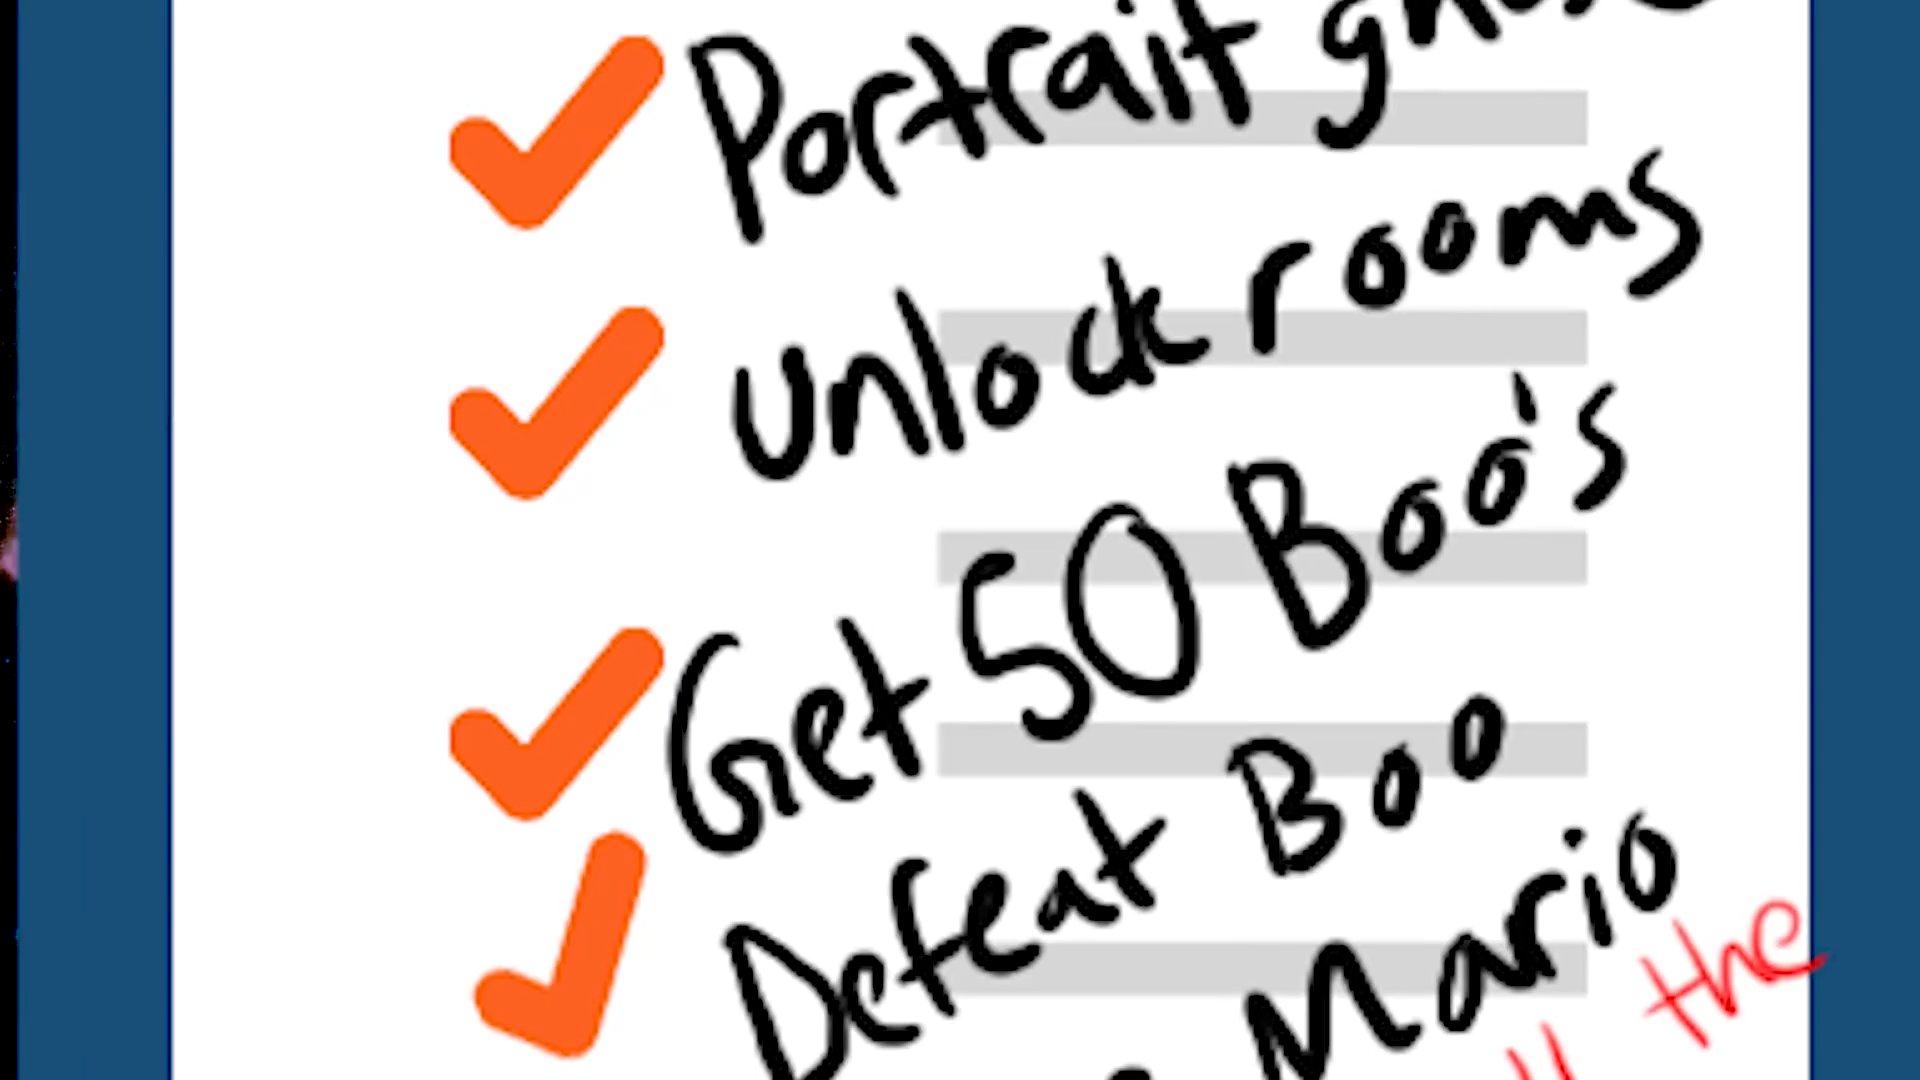 Portrait
Unlock rooms
Get 50 Boo's
Defeat Boo
Mario
the